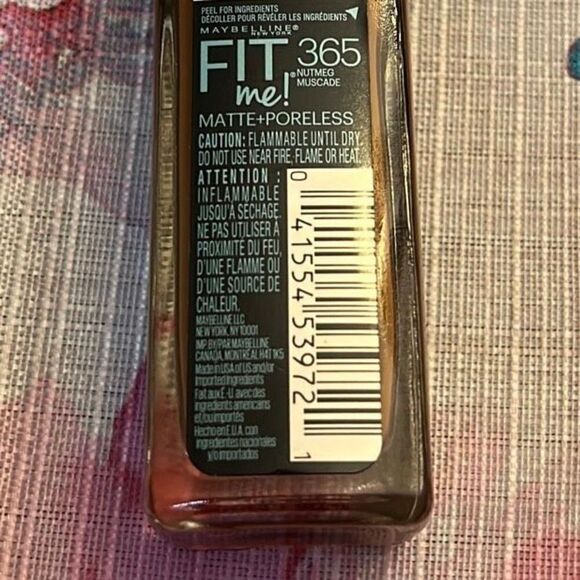 PEEL FOR INGREDIENTS
DÉCOLLER POUR RÉVÉLER LES INGRÉDIENTS
MAYBELLINE®
NEW YORK
FIT
me!®
365
NUTMEG
MUSCADE
MATTE+PORELESS
CAUTION: FLAMMABLE UNTIL DRY.
DO NOT USE NEAR FIRE, FLAME OR HEAT.
ATTENTION :
INFLAMMABLE
JUSQU'À SÉCHAGE.
NE PAS UTILISER À
PROXIMITÉ DU FEU,
D'UNE FLAMME OU
D'UNE SOURCE DE
CHALEUR.
MAYBELLINE LLC
NEW YORK, NY 10001
IMP. BY/PAR MAYBELLINE
CANADA, MONTRÉAL H4T 1K5
Made in USA of US and/or
imported ingredients
Fait aux É.-U. avec des
ingrédients américains
et/ou importés
Hecho en E.U.A. con
ingredientes nacionales
y/o importados
0 41554 53972 1